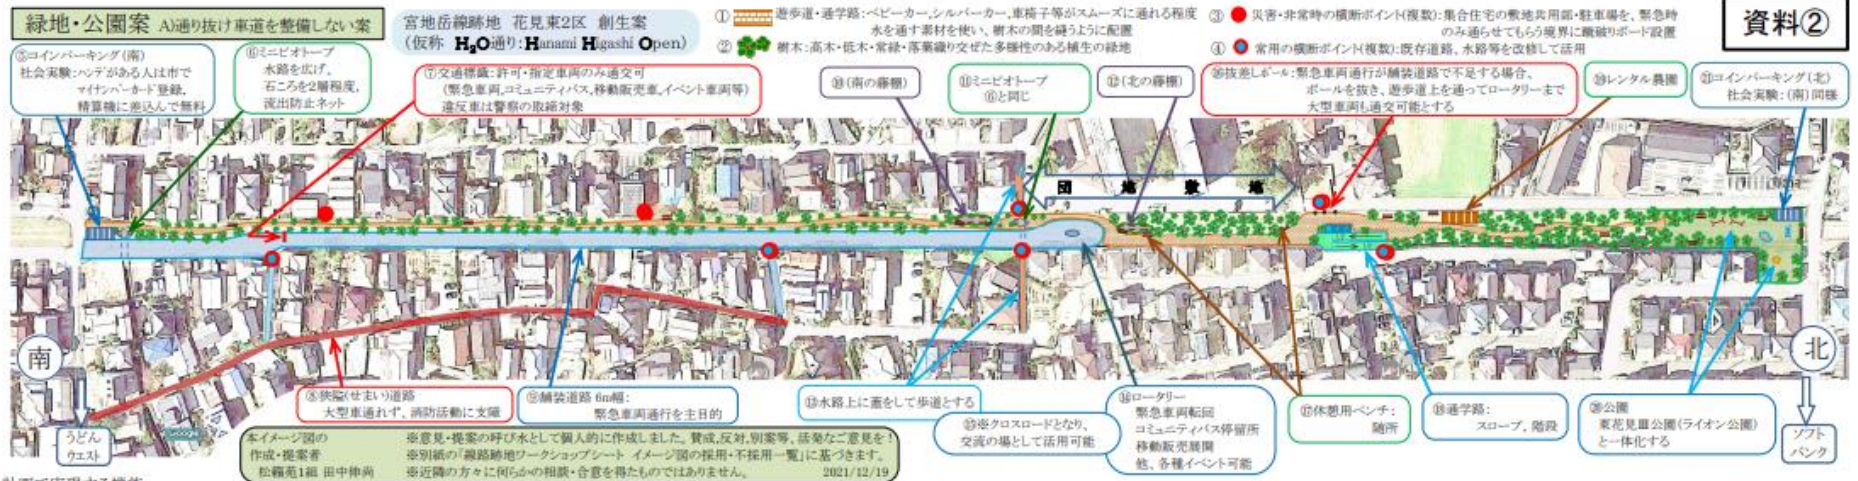 緑地・公園案 A)通り抜け車道を整備しない案
宮地岳線跡地 花見東2区 創生案
(仮称 H₂O通り:Hanami Higashi Open)
① 遊歩道・通学路:ベビーカー,シルバーカー,車椅子等がスムーズに通れる程度
水を通す素材を使い、樹木の間を縫うように配置
② 樹木:高木・低木・常緑・落葉織り交ぜた多様性のある植生の緑地
③ 災害・非常時の横断ポイント(複数):集合住宅の敷地共用部・駐車場を、緊急時
のみ通らせてもらう境界に蹴破りボード設置
④ 常用の横断ポイント(複数):既存道路、水路等を改修して活用
資料②
⑤コインパーキング(南)
社会実験:ハンデがある人は市で
マイナンバーカード登録,
精算機に差込んで無料
⑥ミニビオトープ
水路を広げ、
石ころを2層程度,
流出防止ネット
⑦交通標識:許可・指定車両のみ通交可
(緊急車両,コミュニティバス,移動販売車,イベント車両等)
違反車は警察の取締対象
⑩(南の藤棚)
⑪ミニビオトープ
⑥と同じ
⑫(北の藤棚)
⑯抜差しポール:緊急車両通行が舗装道路で不足する場合、
ポールを抜き、遊歩道上を通ってロータリーまで
大型車両も通交可能とする
⑲レンタル農園
㉑コインパーキング(北)
社会実験:(南)同様
団地敷地
南
北
うどん
ウエスト
⑧狭隘(せまい)道路
大型車通れず、消防活動に支障
⑨舗装道路 6m幅:
緊急車両通行を主目的
⑬水路上に蓋をして歩道とする
⑮※クロスロードとなり、
交流の場として活用可能
⑭ロータリー
緊急車両転回
コミュニティバス停留所
移動販売展開
他、各種イベント可能
⑰休憩用ベンチ:
随所
⑱通学路:
スロープ、階段
⑳公園
東花見皿公園(ライオン公園)
と一体化する
ソフト
バンク
本イメージ図の
作成・提案者
松籟苑1組 田中伸尚
※意見・提案の呼び水として個人的に作成しました。賛成,反対,別案等、活発なご意見を!
※別紙の「線路跡地ワークショップシート イメージ図の採用・不採用一覧」に基づきます。
※近隣の方々に何らかの相談・合意を得たものではありません。 2021/12/19
Google